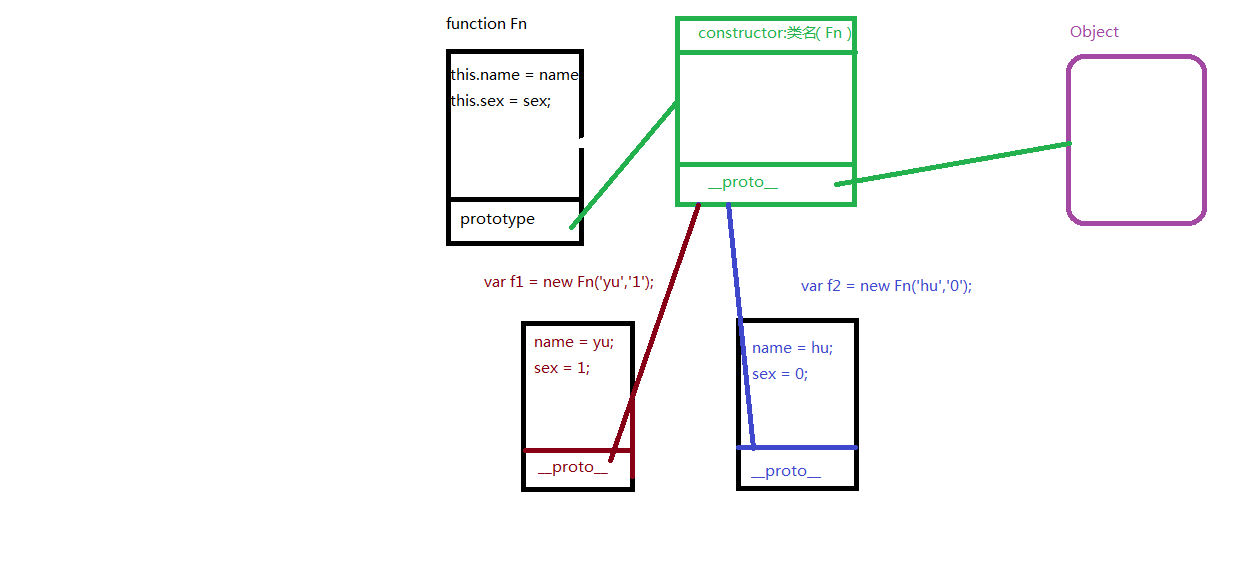 function Fn
this.name = name
this.sex = sex;
prototype
constructor:类名( Fn )
__proto__
Object
var f1 = new Fn('yu','1');
name = yu;
sex = 1;
__proto__
var f2 = new Fn('hu','0');
name = hu;
sex = 0;
__proto__